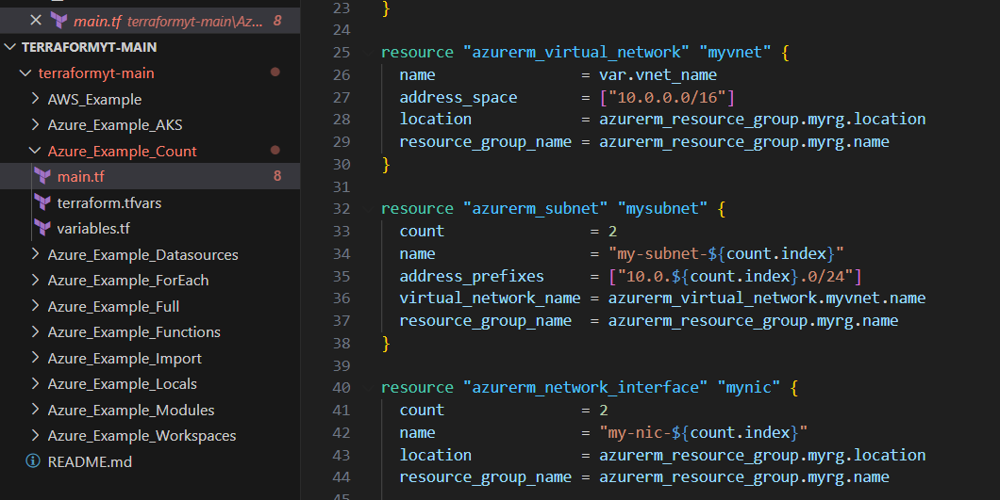 main.tf terraformyt-main\Az... 8
TERRAFORMYT-MAIN
terraformyt-main
AWS_Example
Azure_Example_AKS
Azure_Example_Count
main.tf 8
terraform.tfvars
variables.tf
Azure_Example_Datasources
Azure_Example_ForEach
Azure_Example_Full
Azure_Example_Functions
Azure_Example_Import
Azure_Example_Locals
Azure_Example_Modules
Azure_Example_Workspaces
README.md
23 }
24
25 resource "azurerm_virtual_network" "myvnet" {
26   name                = var.vnet_name
27   address_space       = ["10.0.0.0/16"]
28   location            = azurerm_resource_group.myrg.location
29   resource_group_name = azurerm_resource_group.myrg.name
30 }
31
32 resource "azurerm_subnet" "mysubnet" {
33   count                = 2
34   name                 = "my-subnet-${count.index}"
35   address_prefixes     = ["10.0.${count.index}.0/24"]
36   virtual_network_name = azurerm_virtual_network.myvnet.name
37   resource_group_name  = azurerm_resource_group.myrg.name
38 }
39
40 resource "azurerm_network_interface" "mynic" {
41   count               = 2
42   name                = "my-nic-${count.index}"
43   location            = azurerm_resource_group.myrg.location
44   resource_group_name = azurerm_resource_group.myrg.name